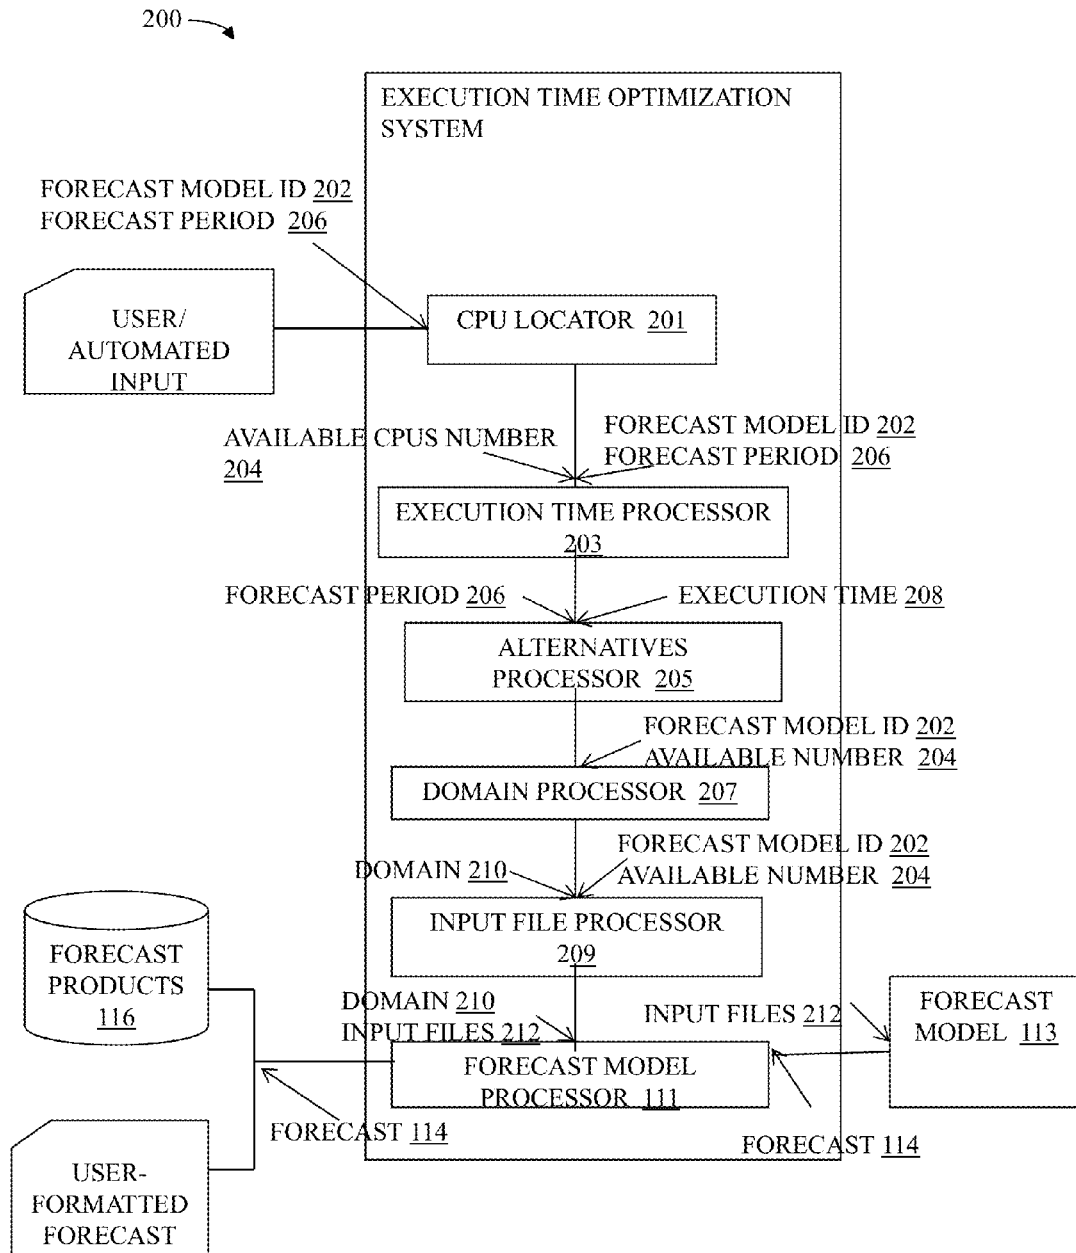 200
EXECUTION TIME OPTIMIZATION
SYSTEM
FORECAST MODEL ID 202
FORECAST PERIOD 206
USER/
AUTOMATED
INPUT
CPU LOCATOR 201
AVAILABLE CPUS NUMBER
204
FORECAST MODEL ID 202
FORECAST PERIOD 206
EXECUTION TIME PROCESSOR
203
FORECAST PERIOD 206
EXECUTION TIME 208
ALTERNATIVES
PROCESSOR 205
FORECAST MODEL ID 202
AVAILABLE NUMBER 204
DOMAIN PROCESSOR 207
DOMAIN 210
FORECAST MODEL ID 202
AVAILABLE NUMBER 204
INPUT FILE PROCESSOR
209
FORECAST
PRODUCTS
116
DOMAIN 210
INPUT FILES 212
INPUT FILES 212
FORECAST
MODEL 113
FORECAST MODEL
PROCESSOR 111
FORECAST 114
FORECAST 114
USER-
FORMATTED
FORECAST